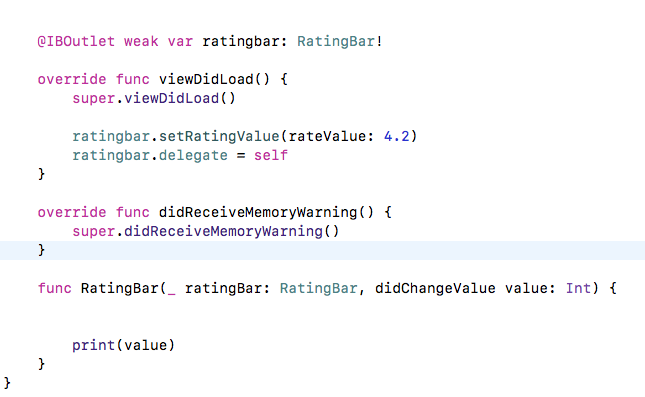 @IBOutlet weak var ratingbar: RatingBar!
override func viewDidLoad() {
super.viewDidLoad()
ratingbar.setRatingValue(rateValue: 4.2)
ratingbar.delegate = self
}
override func didReceiveMemoryWarning() {
super.didReceiveMemoryWarning()
}
func RatingBar(_ ratingBar: RatingBar, didChangeValue value: Int) {
print(value)
}
}